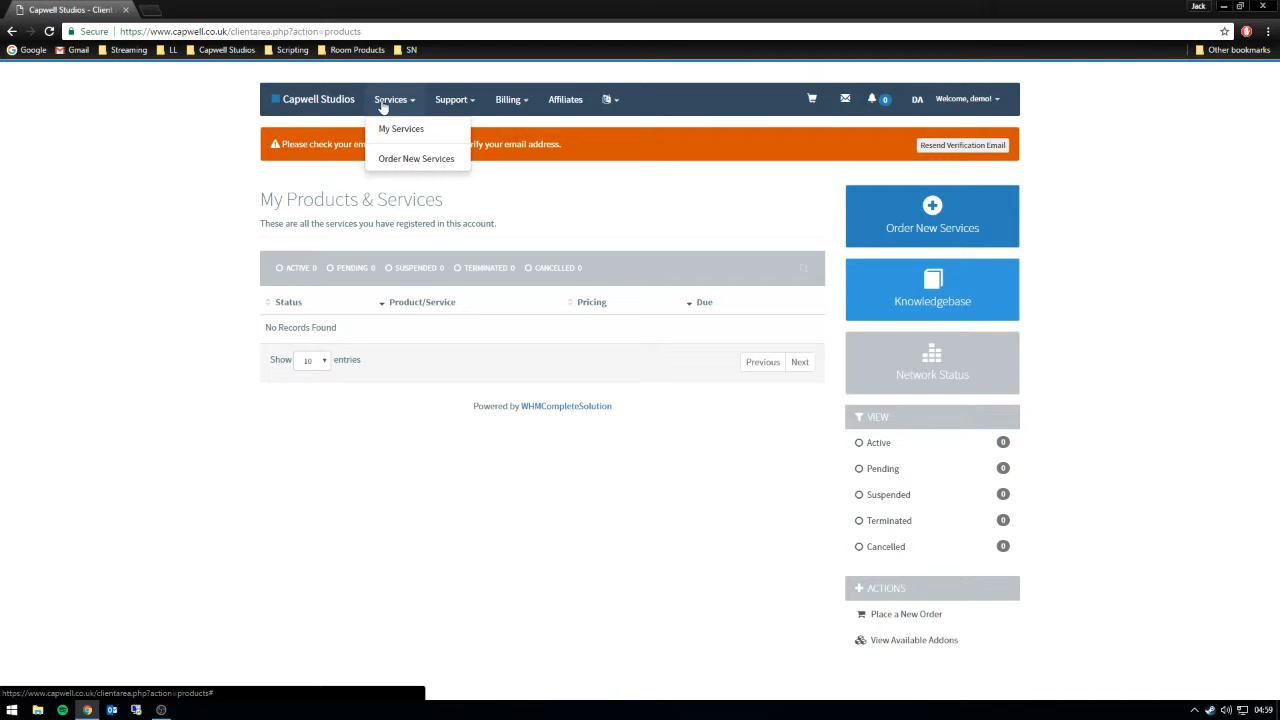 Capwell Studios - Client
Jack
Secure https://www.capwell.co.uk/clientarea.php?action=products
Google Gmail Streaming LL Capwell Studios Scripting Room Products SN Other bookmarks
Capwell Studios Services Support Billing Affiliates 0 DA Welcome, demo!
My Services
Please check your em rify your email address. Resend Verification Email
Order New Services
My Products & Services
These are all the services you have registered in this account.
Order New Services
ACTIVE 0 PENDING 0 SUSPENDED 0 TERMINATED 0 CANCELLED 0
Status Product/Service Pricing Due
Knowledgebase
No Records Found
Show 10 entries Previous Next
Network Status
Powered by WHMCompleteSolution
VIEW
Active 0
Pending 0
Suspended 0
Terminated 0
Cancelled 0
ACTIONS
Place a New Order
View Available Addons
https://www.capwell.co.uk/clientarea.php?action=products#
04:59